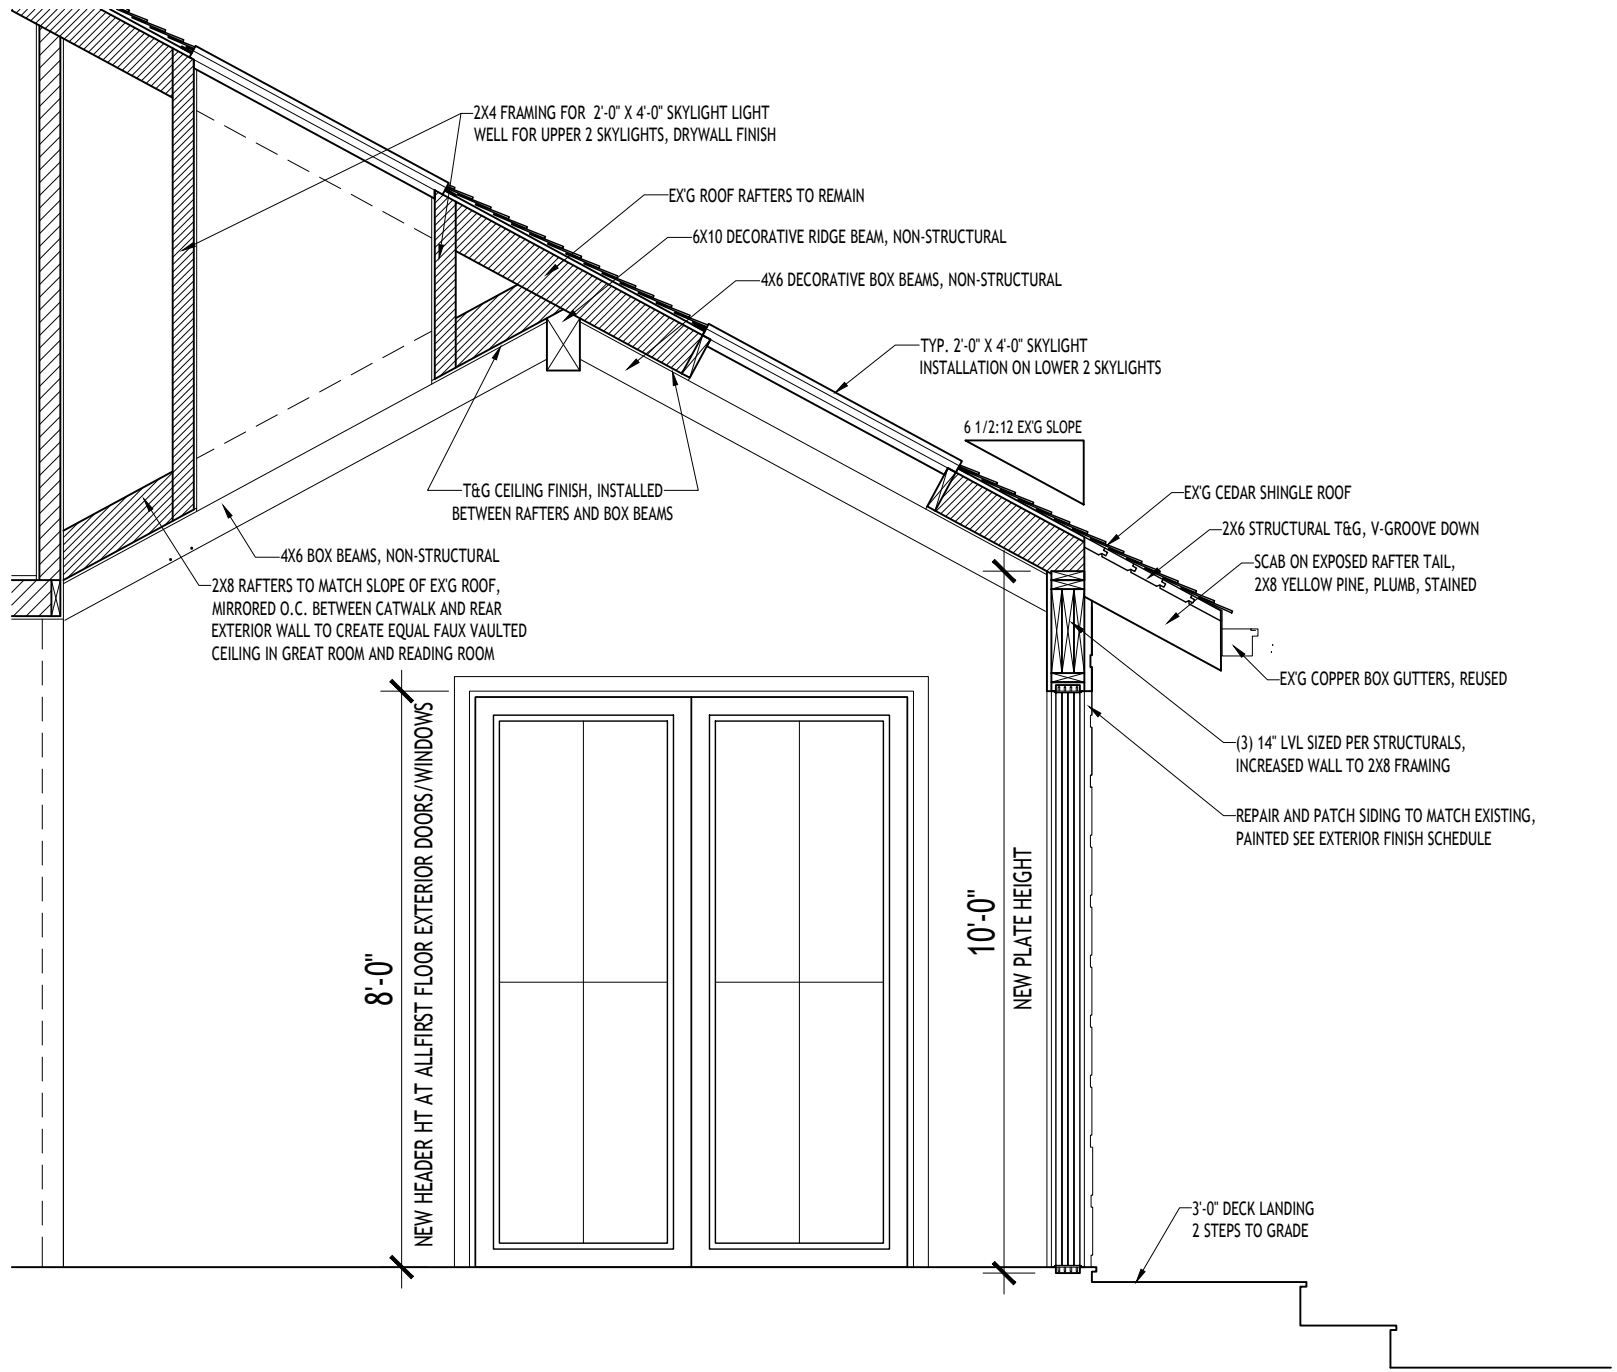 2X4 FRAMING FOR 2'-0" X 4'-0" SKYLIGHT LIGHT
WELL FOR UPPER 2 SKYLIGHTS, DRYWALL FINISH
EX'G ROOF RAFTERS TO REMAIN
6X10 DECORATIVE RIDGE BEAM, NON-STRUCTURAL
4X6 DECORATIVE BOX BEAMS, NON-STRUCTURAL
TYP. 2'-0" X 4'-0" SKYLIGHT
INSTALLATION ON LOWER 2 SKYLIGHTS
6 1/2:12 EX'G SLOPE
T&G CEILING FINISH, INSTALLED
BETWEEN RAFTERS AND BOX BEAMS
EX'G CEDAR SHINGLE ROOF
2X6 STRUCTURAL T&G, V-GROOVE DOWN
SCAB ON EXPOSED RAFTER TAIL,
2X8 YELLOW PINE, PLUMB, STAINED
4X6 BOX BEAMS, NON-STRUCTURAL
2X8 RAFTERS TO MATCH SLOPE OF EX'G ROOF,
MIRRORED O.C. BETWEEN CATWALK AND REAR
EXTERIOR WALL TO CREATE EQUAL FAUX VAULTED
CEILING IN GREAT ROOM AND READING ROOM
EX'G COPPER BOX GUTTERS, REUSED
(3) 14" LVL SIZED PER STRUCTURALS,
INCREASED WALL TO 2X8 FRAMING
REPAIR AND PATCH SIDING TO MATCH EXISTING,
PAINTED SEE EXTERIOR FINISH SCHEDULE
8'-0"
NEW HEADER HT AT ALLFIRST FLOOR EXTERIOR DOORS/WINDOWS
10'-0"
NEW PLATE HEIGHT
3'-0" DECK LANDING
2 STEPS TO GRADE